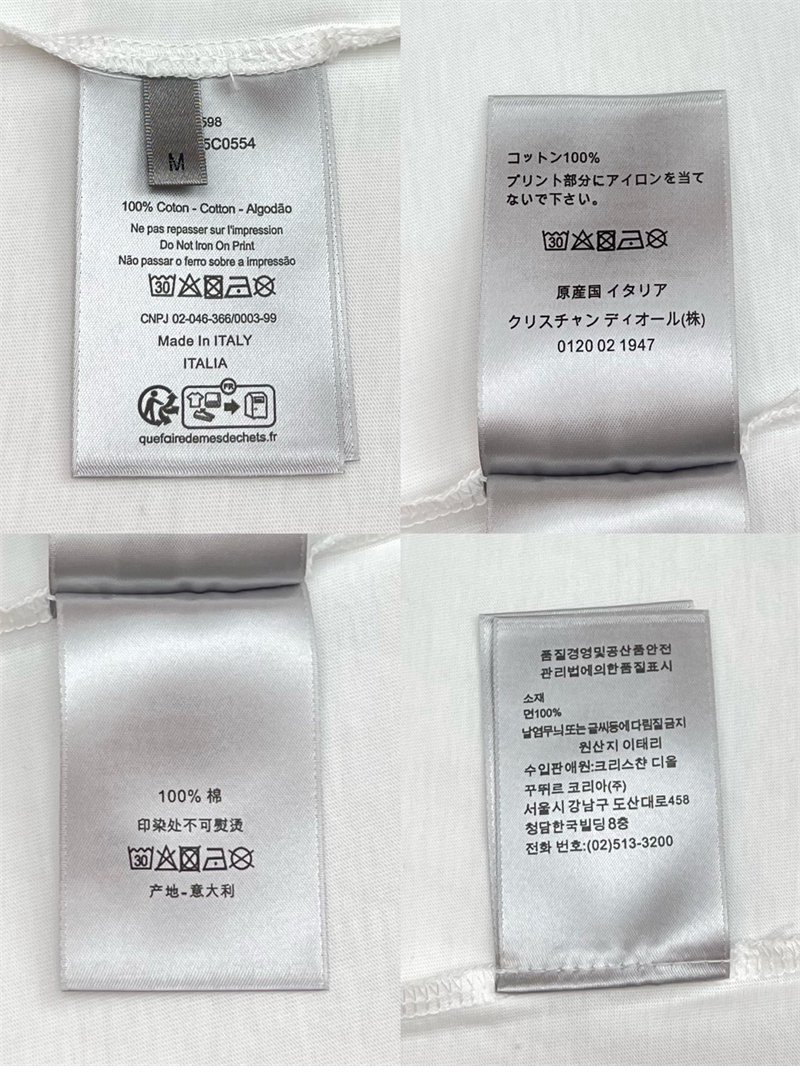 598
5C0554
M
100% Coton - Cotton - Algodão
Ne pas repasser sur l'impression
Do Not Iron On Print
Não passar o ferro sobre a impressão
30
CNPJ 02-046-366/0003-99
Made In ITALY
ITALIA
FR
quefairedemesdechets.fr
コットン100%
プリント部分にアイロンを当て
ないで下さい。
30
原産国 イタリア
クリスチャン ディオール(株)
0120 02 1947
100% 棉
印染处不可熨烫
30
产地-意大利
품질경영및공산품안전
관리법에의한품질표시
소재
면100%
날염무늬또는글씨등에다림질금지
원산지 이태리
수입판애원:크리스챤 디올
꾸뛰르 코리아(주)
서울시 강남구 도산대로458
청담한국빌딩 8층
전화 번호:(02)513-3200